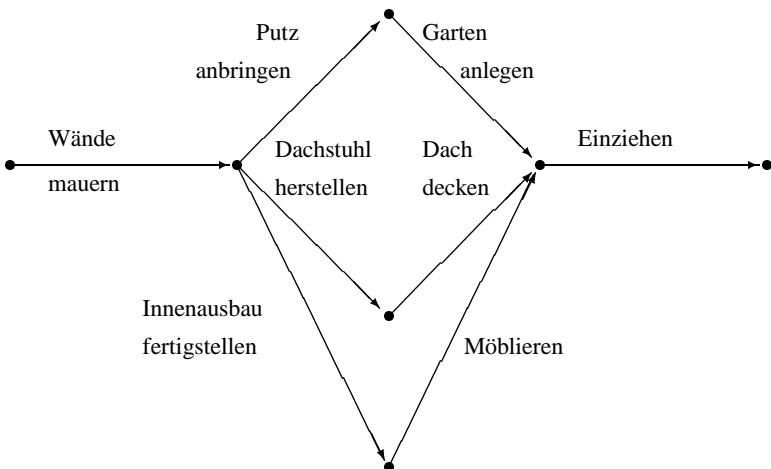 Putz
anbringen
Garten
anlegen
Wände
mauern
Dachstuhl
herstellen
Dach
decken
Einziehen
Innenausbau
fertigstellen
Möblieren